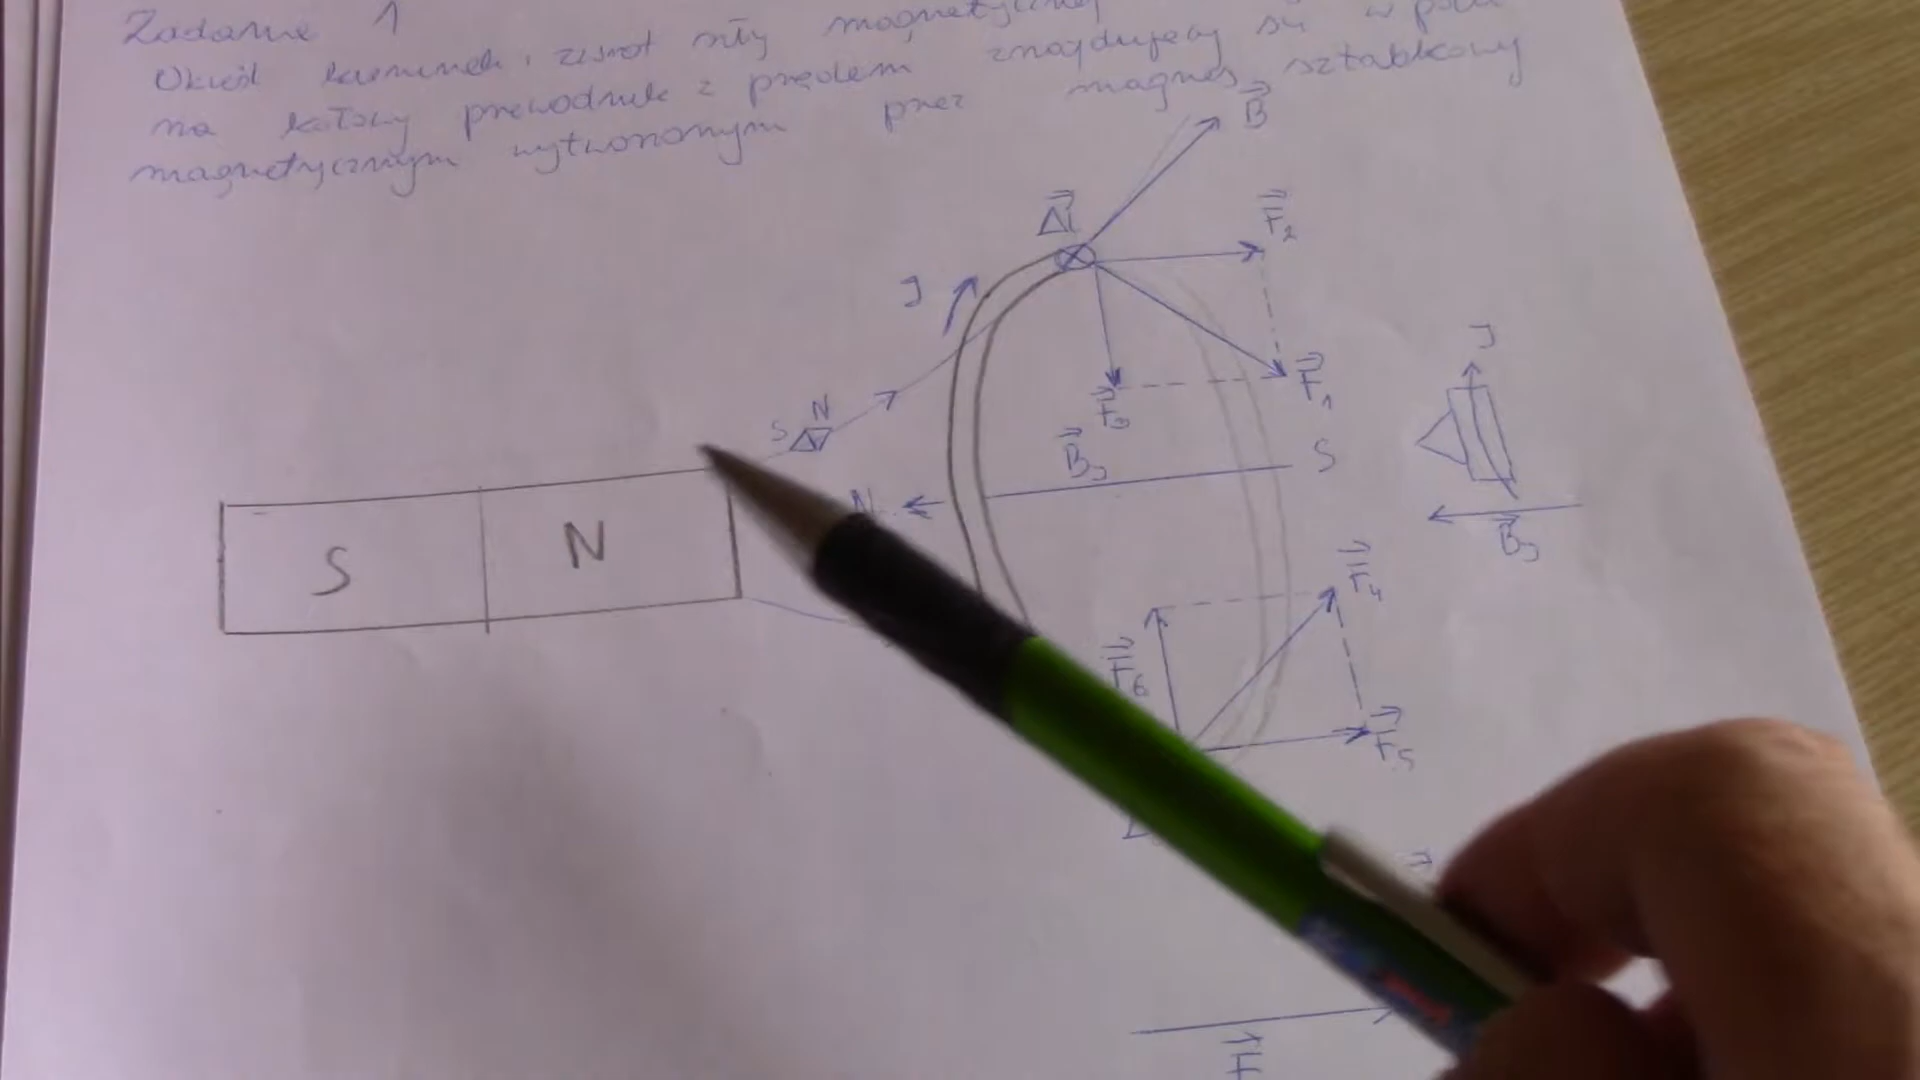 Zadanie 1
Określ kierunek i zwrot siły magnetycznej
na kołowy przewodnik z prądem znajdujący się w polu
magnetycznym wytworzonym przez magnes sztabkowy
B
Δl
F₂
J
J
S N
F₃
F₁
B₃
S
N
S N
B₃
F₄
F₆
F₅
F